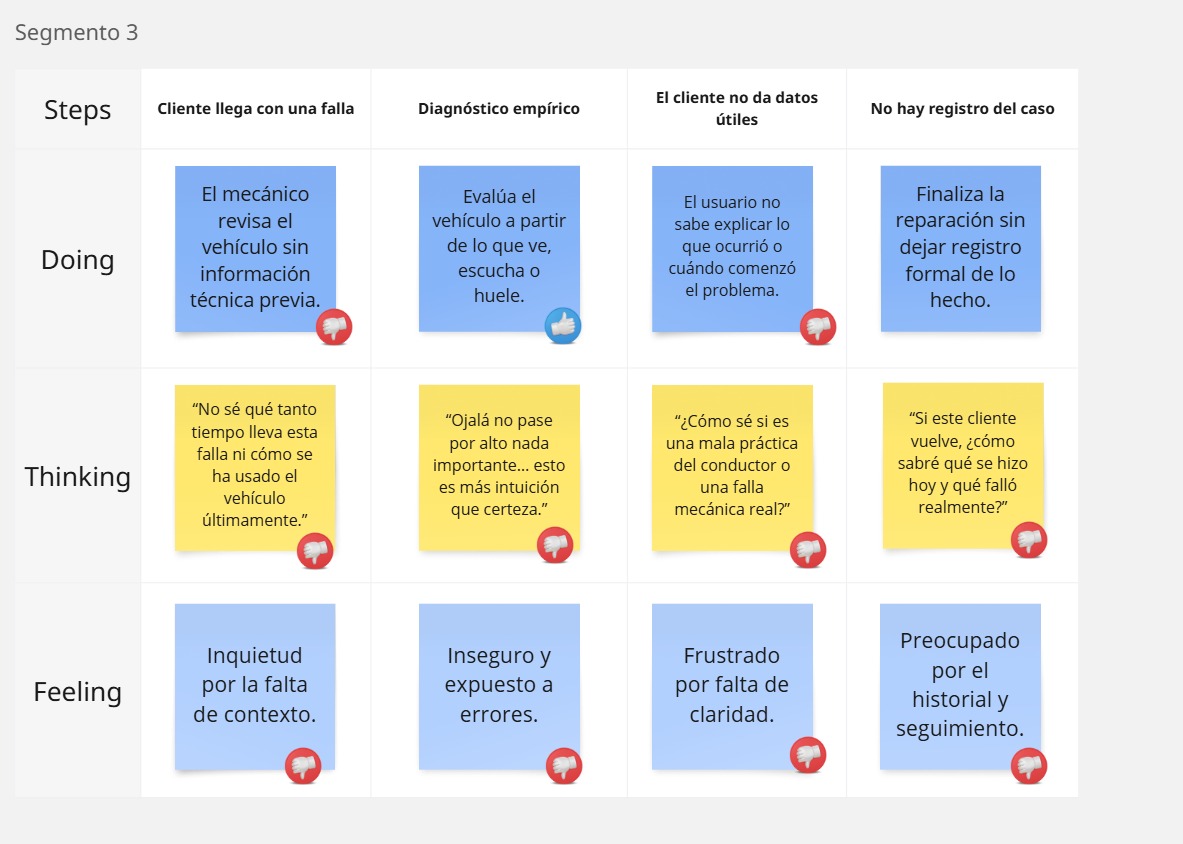 Segmento 3
Steps
Cliente llega con una falla
Diagnóstico empírico
El cliente no da datos
útiles
No hay registro del caso
Doing
El mecánico
revisa el
vehículo sin
información
técnica previa.
Evalúa el
vehículo a partir
de lo que ve,
escucha o
huele.
El usuario no
sabe explicar lo
que ocurrió o
cuándo comenzó
el problema.
Finaliza la
reparación sin
dejar registro
formal de lo
hecho.
Thinking
“No sé qué tanto
tiempo lleva esta
falla ni cómo se
ha usado el
vehículo
últimamente.”
“Ojalá no pase
por alto nada
importante... esto
es más intuición
que certeza.”
“¿Cómo sé si es
una mala práctica
del conductor o
una falla
mecánica real?”
“Si este cliente
vuelve, ¿cómo
sabré qué se hizo
hoy y qué falló
realmente?”
Feeling
Inquietud
por la falta
de contexto.
Inseguro y
expuesto a
errores.
Frustrado
por falta de
claridad.
Preocupado
por el
historial y
seguimiento.